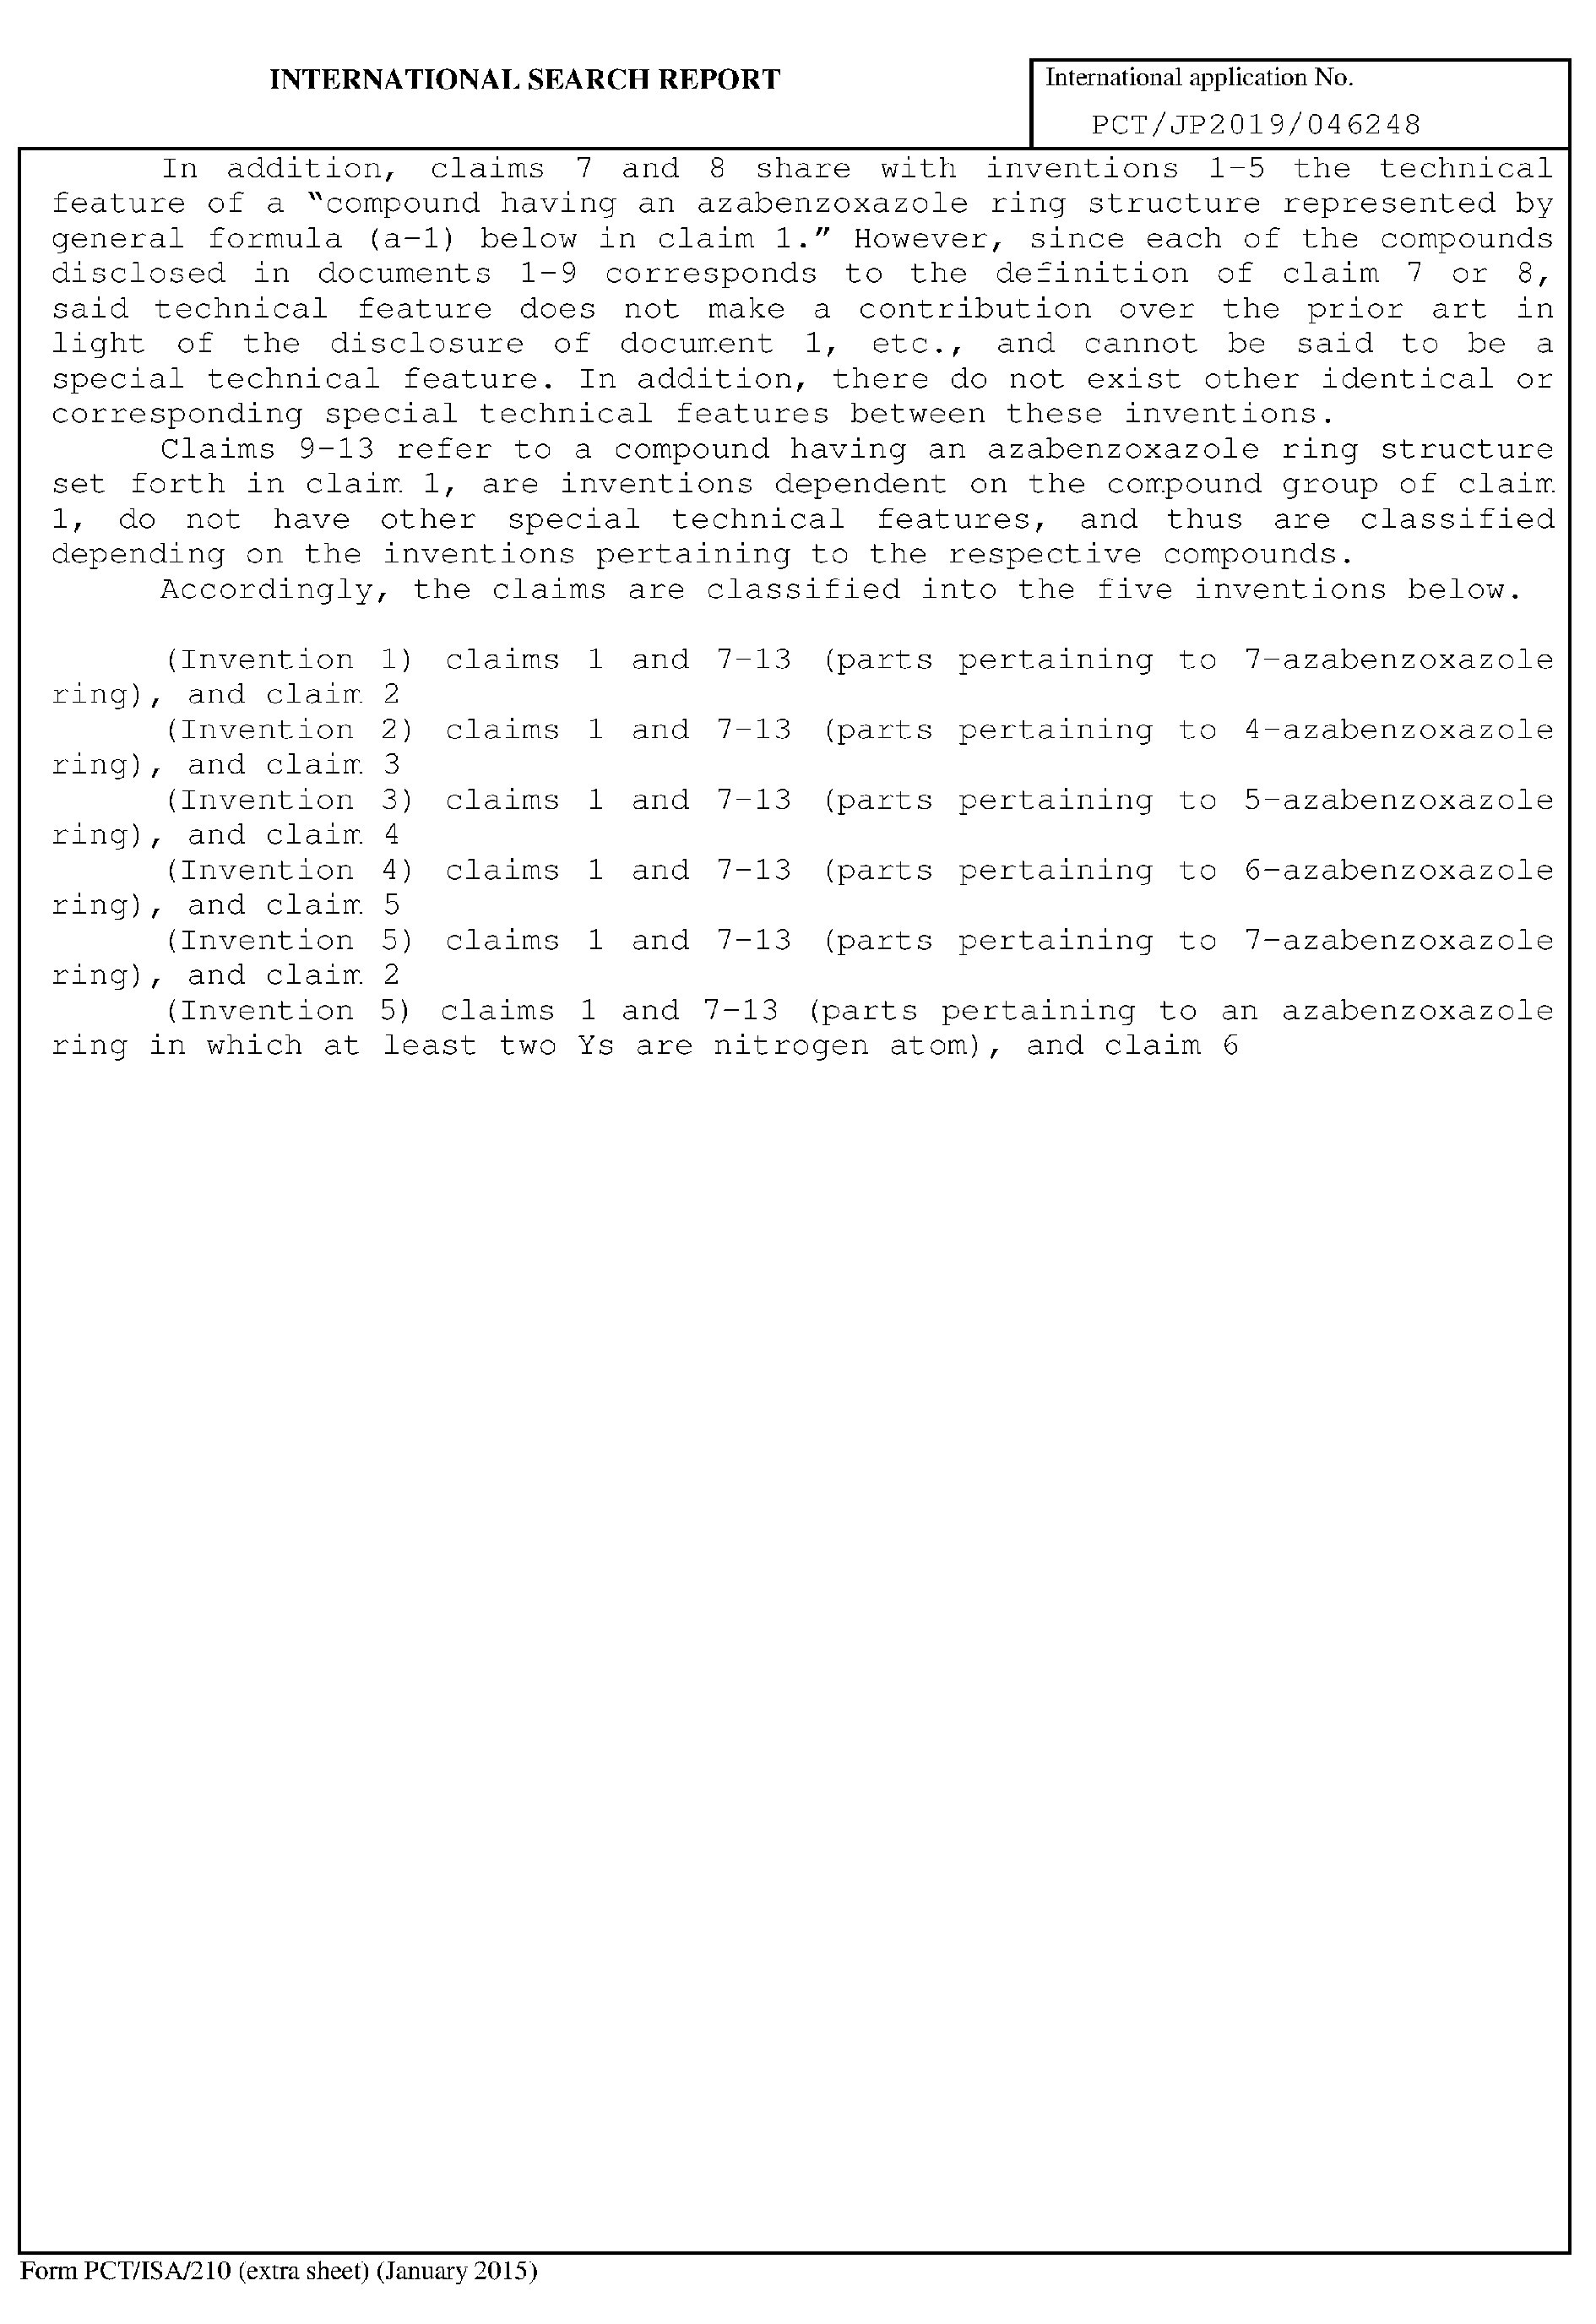 INTERNATIONAL SEARCH REPORT
International application No.
PCT/JP2019/046248
In addition, claims 7 and 8 share with inventions 1-5 the technical
feature of a “compound having an azabenzoxazole ring structure represented by
general formula (a-1) below in claim 1.” However, since each of the compounds
disclosed in documents 1-9 corresponds to the definition of claim 7 or 8,
said technical feature does not make a contribution over the prior art in
light of the disclosure of document 1, etc., and cannot be said to be a
special technical feature. In addition, there do not exist other identical or
corresponding special technical features between these inventions.
Claims 9-13 refer to a compound having an azabenzoxazole ring structure
set forth in claim 1, are inventions dependent on the compound group of claim
1, do not have other special technical features, and thus are classified
depending on the inventions pertaining to the respective compounds.
Accordingly, the claims are classified into the five inventions below.
(Invention 1) claims 1 and 7-13 (parts pertaining to 7-azabenzoxazole
ring), and claim 2
(Invention 2) claims 1 and 7-13 (parts pertaining to 4-azabenzoxazole
ring), and claim 3
(Invention 3) claims 1 and 7-13 (parts pertaining to 5-azabenzoxazole
ring), and claim 4
(Invention 4) claims 1 and 7-13 (parts pertaining to 6-azabenzoxazole
ring), and claim 5
(Invention 5) claims 1 and 7-13 (parts pertaining to 7-azabenzoxazole
ring), and claim 2
(Invention 5) claims 1 and 7-13 (parts pertaining to an azabenzoxazole
ring in which at least two Ys are nitrogen atom), and claim 6
Form PCT/ISA/210 (extra sheet) (January 2015)